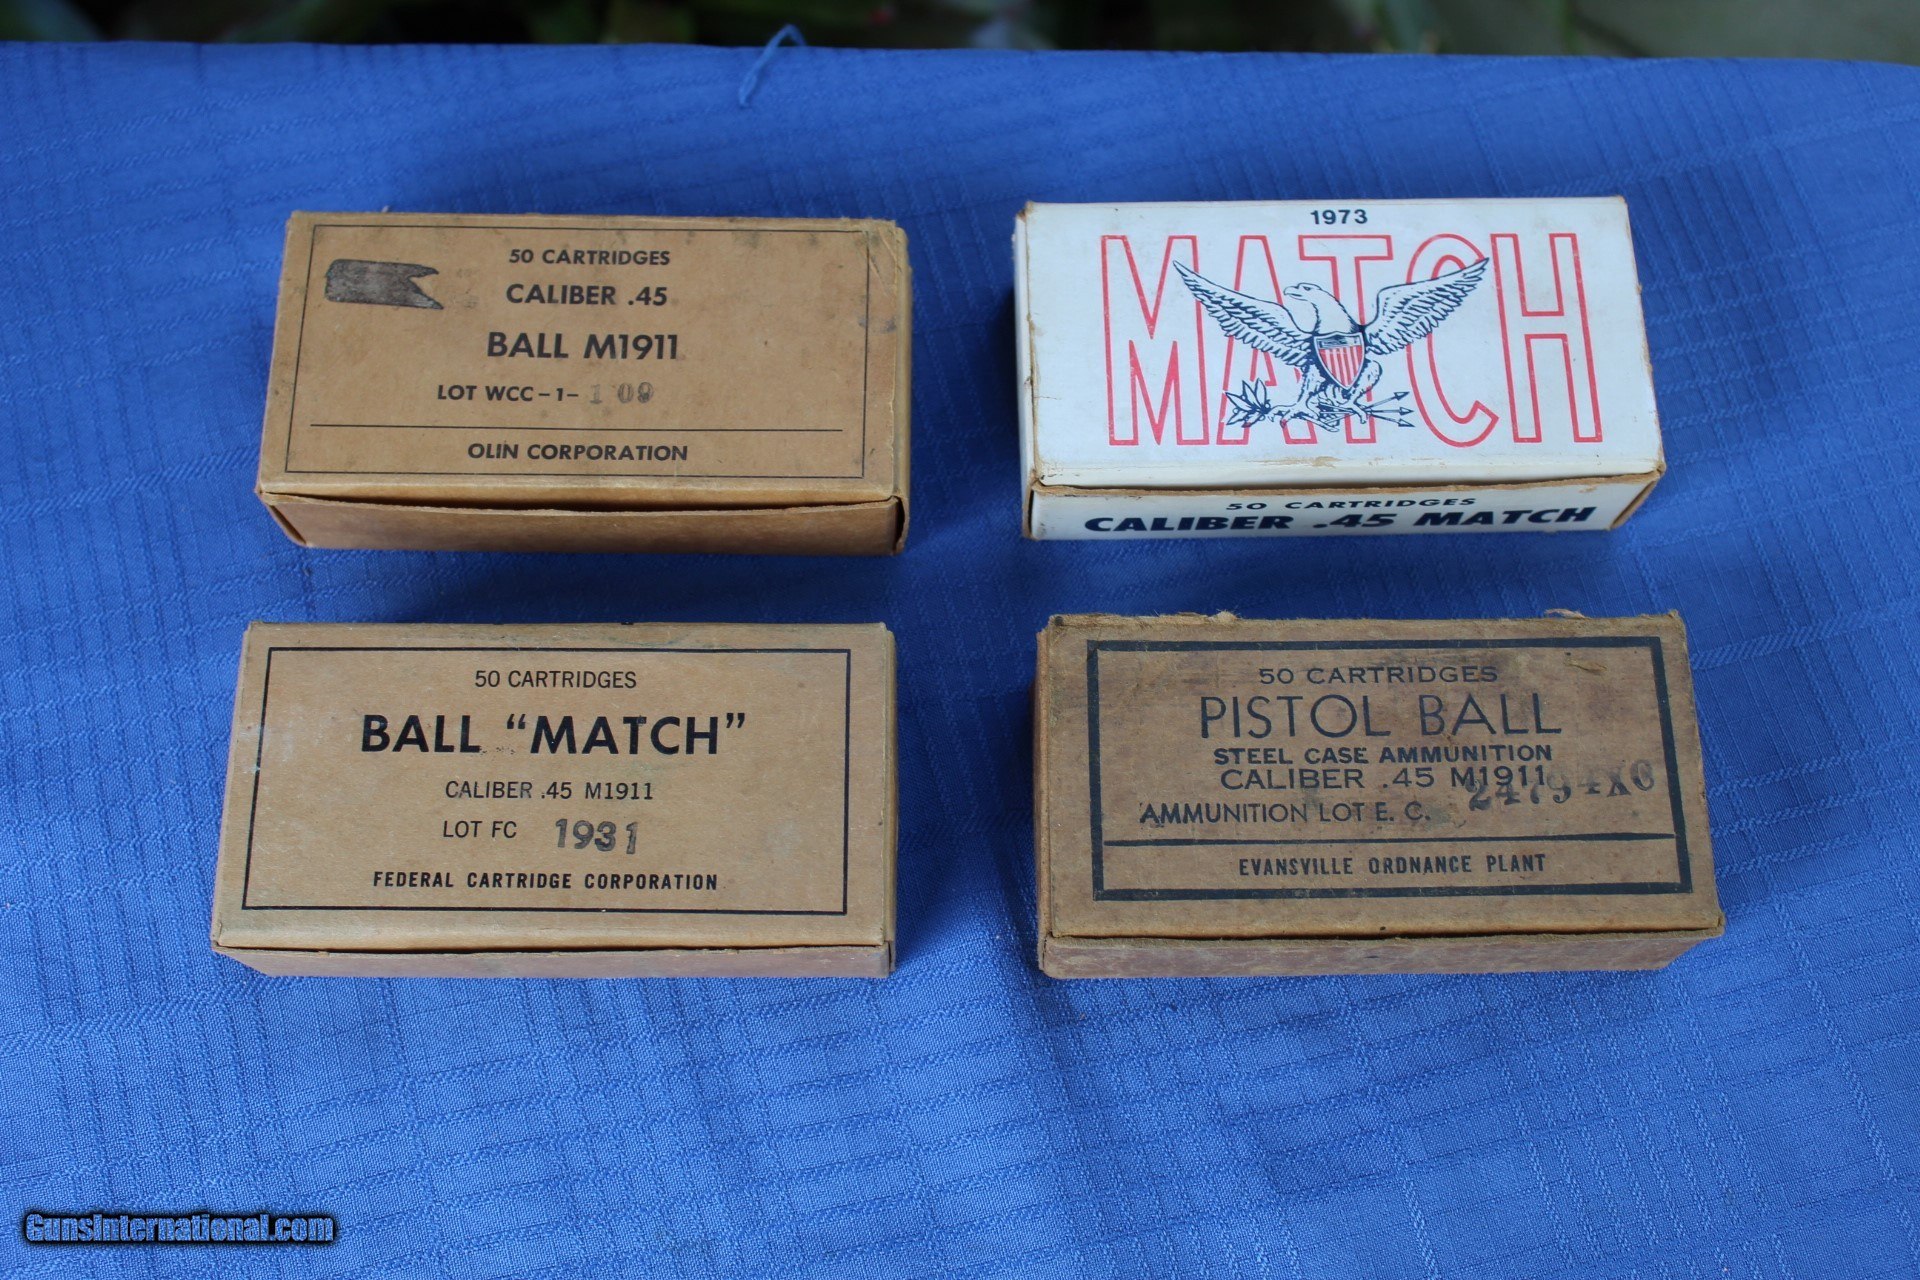 50 CARTRIDGES
CALIBER .45
BALL M1911
LOT WCC-1- 1 09
OLIN CORPORATION
1973
MATCH
50 CARTRIDGES
CALIBER .45 MATCH
50 CARTRIDGES
BALL “MATCH”
CALIBER .45 M1911
LOT FC 1931
FEDERAL CARTRIDGE CORPORATION
50 CARTRIDGES
PISTOL BALL
STEEL CASE AMMUNITION
CALIBER .45 M1911
AMMUNITION LOT E. C.
EVANSVILLE ORDNANCE PLANT
GunsInternational.com